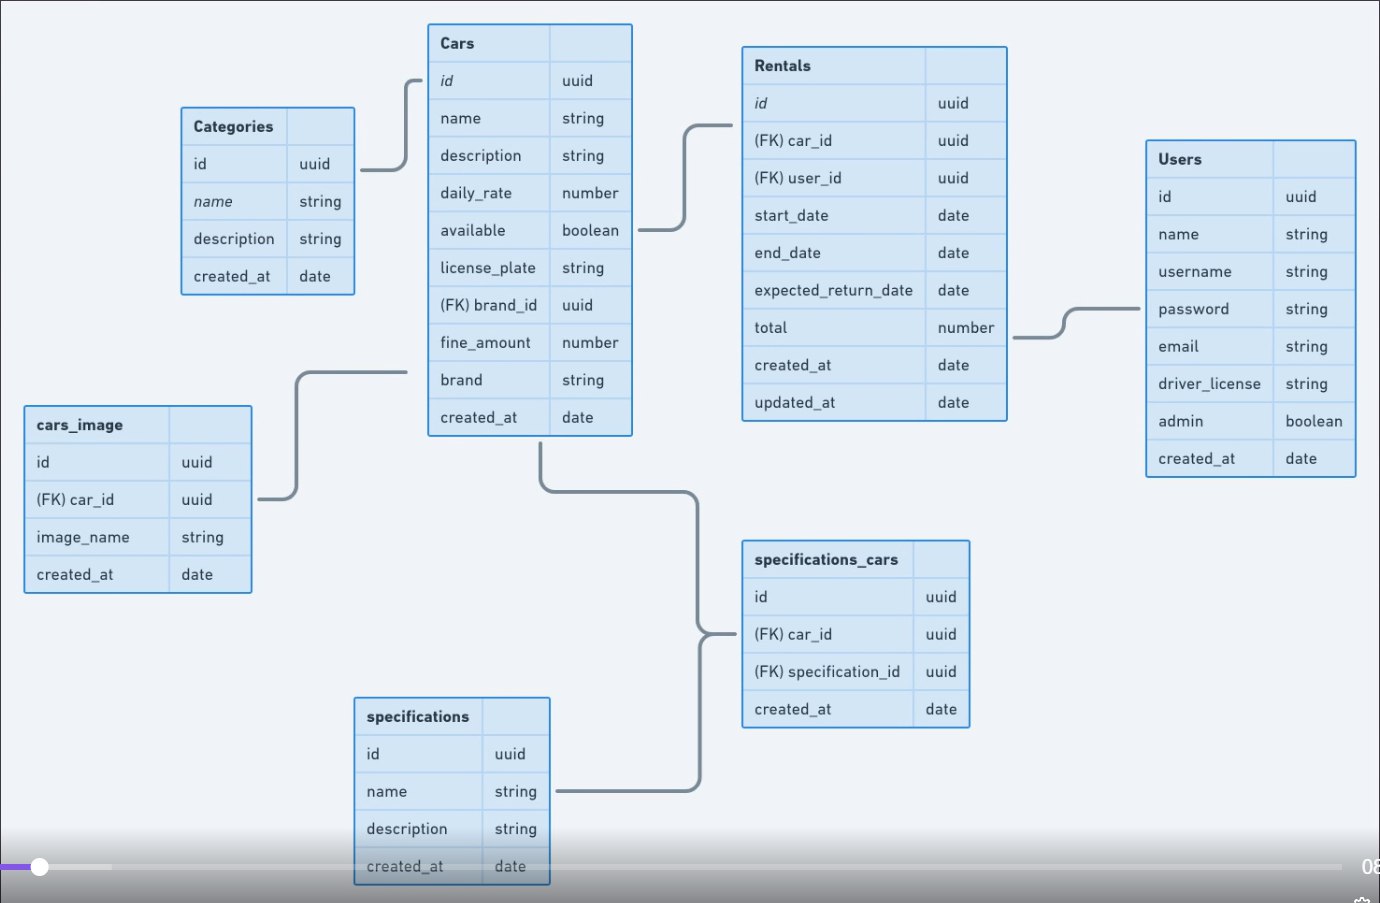 Cars
id uuid
name string
description string
daily_rate number
available boolean
license_plate string
(FK) brand_id uuid
fine_amount number
brand string
created_at date
Rentals
id uuid
(FK) car_id uuid
(FK) user_id uuid
start_date date
end_date date
expected_return_date date
total number
created_at date
updated_at date
Categories
id uuid
name string
description string
created_at date
Users
id uuid
name string
username string
password string
email string
driver_license string
admin boolean
created_at date
cars_image
id uuid
(FK) car_id uuid
image_name string
created_at date
specifications_cars
id uuid
(FK) car_id uuid
(FK) specification_id uuid
created_at date
specifications
id uuid
name string
description string
created_at date